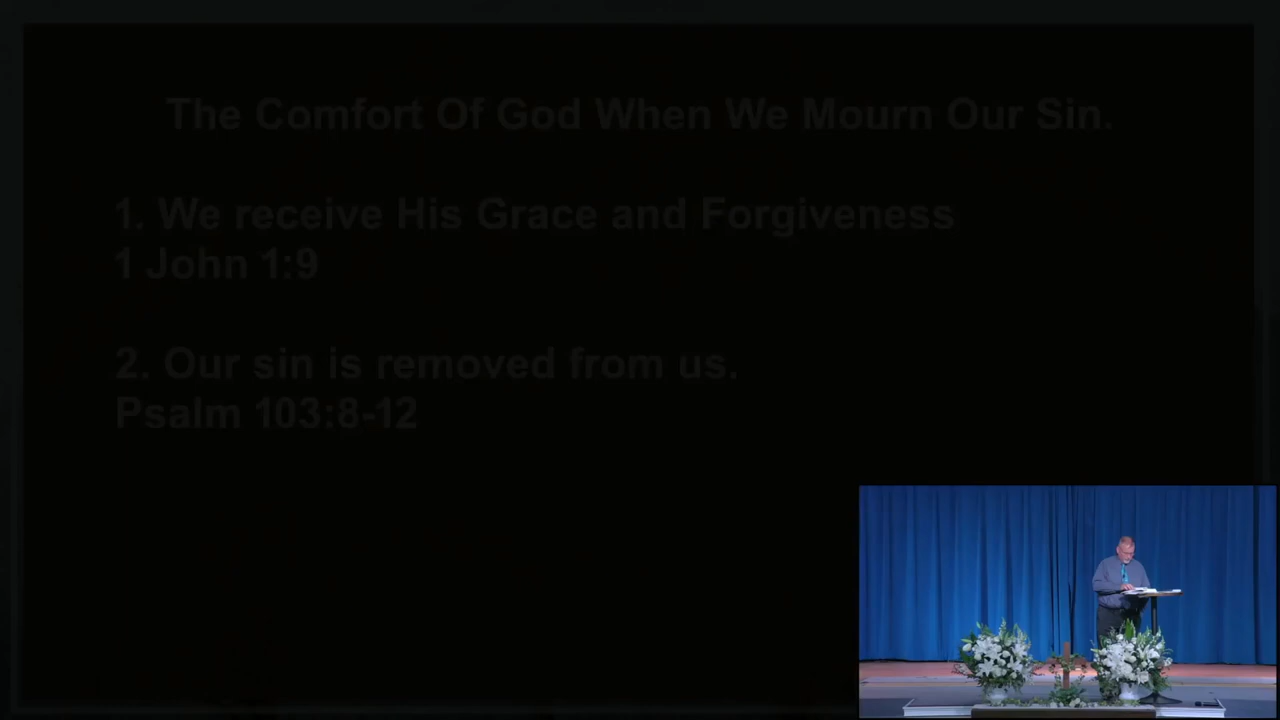 The Comfort Of God When We Mourn Our Sin.
1. We receive His Grace and Forgiveness
1 John 1:9
2. Our sin is removed from us.
Psalm 103:8-12